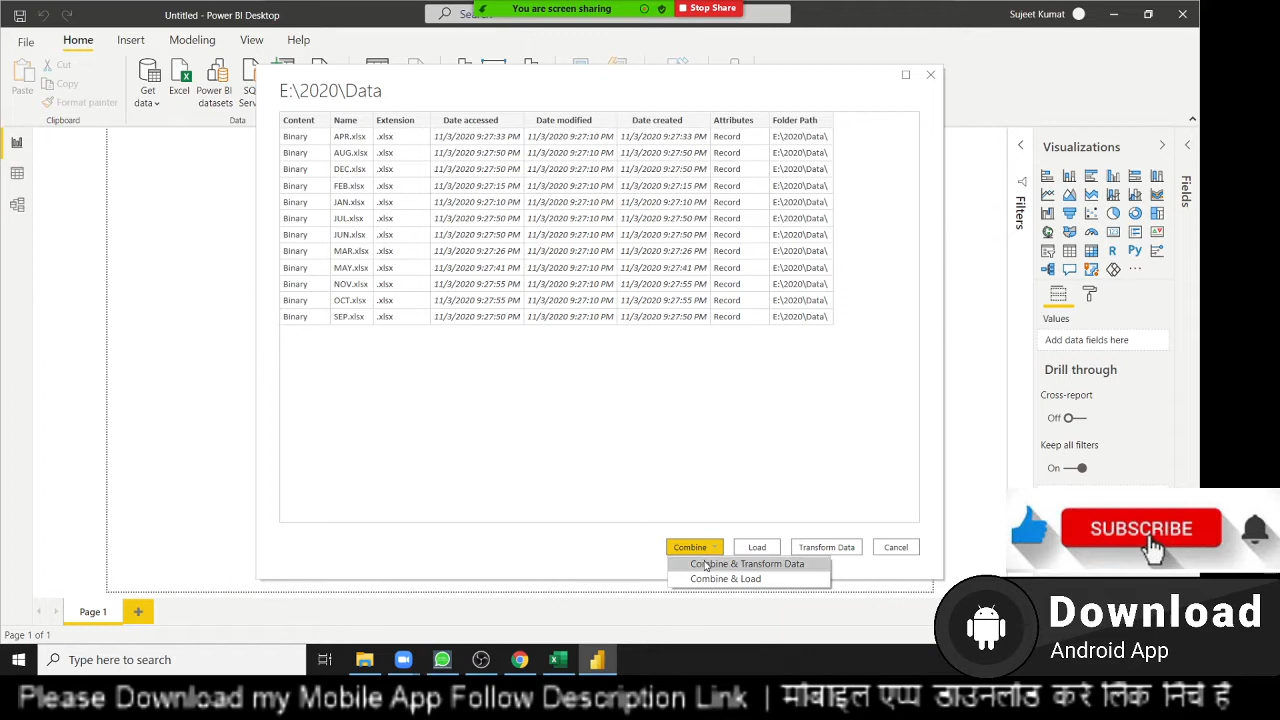 Untitled - Power BI Desktop
You are screen sharing
Stop Share
Sujeet Kumat
File
Home
Insert
Modeling
View
Help
Paste
Cut
Copy
Format painter
Clipboard
Get data
Excel
Power BI datasets
Data
E:\2020\Data
Content Name Extension Date accessed Date modified Date created Attributes Folder Path
Binary APR.xlsx .xlsx 11/3/2020 9:27:33 PM 11/3/2020 9:27:10 PM 11/3/2020 9:27:33 PM Record E:\2020\Data\
Binary AUG.xlsx .xlsx 11/3/2020 9:27:50 PM 11/3/2020 9:27:10 PM 11/3/2020 9:27:50 PM Record E:\2020\Data\
Binary DEC.xlsx .xlsx 11/3/2020 9:27:50 PM 11/3/2020 9:27:10 PM 11/3/2020 9:27:50 PM Record E:\2020\Data\
Binary FEB.xlsx .xlsx 11/3/2020 9:27:15 PM 11/3/2020 9:27:10 PM 11/3/2020 9:27:15 PM Record E:\2020\Data\
Binary JAN.xlsx .xlsx 11/3/2020 9:27:10 PM 11/3/2020 9:27:10 PM 11/3/2020 9:27:10 PM Record E:\2020\Data\
Binary JUL.xlsx .xlsx 11/3/2020 9:27:50 PM 11/3/2020 9:27:10 PM 11/3/2020 9:27:50 PM Record E:\2020\Data\
Binary JUN.xlsx .xlsx 11/3/2020 9:27:50 PM 11/3/2020 9:27:10 PM 11/3/2020 9:27:50 PM Record E:\2020\Data\
Binary MAR.xlsx .xlsx 11/3/2020 9:27:26 PM 11/3/2020 9:27:10 PM 11/3/2020 9:27:26 PM Record E:\2020\Data\
Binary MAY.xlsx .xlsx 11/3/2020 9:27:41 PM 11/3/2020 9:27:10 PM 11/3/2020 9:27:41 PM Record E:\2020\Data\
Binary NOV.xlsx .xlsx 11/3/2020 9:27:55 PM 11/3/2020 9:27:10 PM 11/3/2020 9:27:55 PM Record E:\2020\Data\
Binary OCT.xlsx .xlsx 11/3/2020 9:27:55 PM 11/3/2020 9:27:10 PM 11/3/2020 9:27:55 PM Record E:\2020\Data\
Binary SEP.xlsx .xlsx 11/3/2020 9:27:50 PM 11/3/2020 9:27:10 PM 11/3/2020 9:27:50 PM Record E:\2020\Data\
Combine
Load
Transform Data
Cancel
Combine & Transform Data
Combine & Load
Filters
Visualizations
Fields
R
Py
Values
Add data fields here
Drill through
Cross-report
Off
Keep all filters
On
SUBSCRIBE
Download
Android App
Page 1
Page 1 of 1
Type here to search
Please Download my Mobile App Follow Description Link | मोबाइल एप्प डाउनलोड करे लिंक निचे है